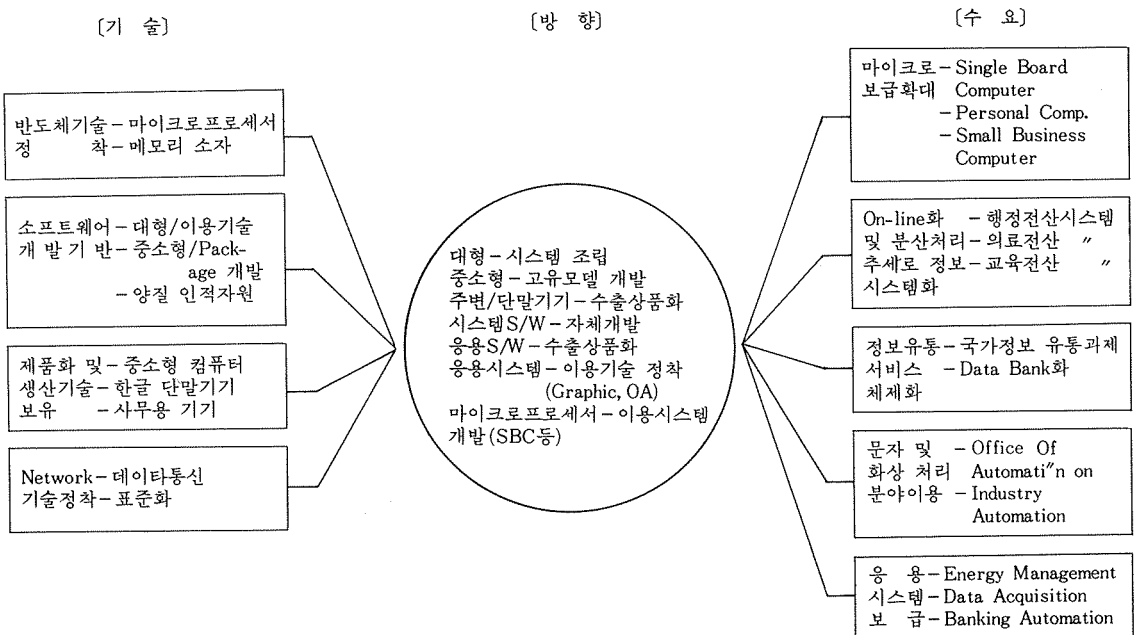 〔기 술〕
〔방 향〕
〔수 요〕
반도체기술－마이크로프로세서
정 착－메모리 소자
소프트웨어－대형/이용기술
개 발 기 반－중소형/Pack-
age 개발
－양질 인적자원
제품화 및－중소형 컴퓨터
생산기술－한글 단말기기
보유 －사무용 기기
Network－데이타통신
기술정착－표준화
대형－시스템 조립
중소형－고유모델 개발
주변/단말기기－수출상품화
시스템S/W－자체개발
응용S/W－수출상품화
응용시스템－이용기술 정착
(Graphic, OA)
마이크로프로세서－이용시스템
개발(SBC등)
마이크로－Single Board
보급확대 Computer
－Personal Comp.
－Small Business
Computer
On-line화 －행정전산시스템
및 분산처리－의료전산 〃
추세로 정보－교육전산 〃
시스템화
정보유통－국가정보 유통과제
서비스 －Data Bank화
체제화
문자 및 －Office Of
화상 처리 Automati″n on
분야이용－Industry
Automation
응 용－Energy Management
시스템－Data Acquisition
보 급－Banking Automation